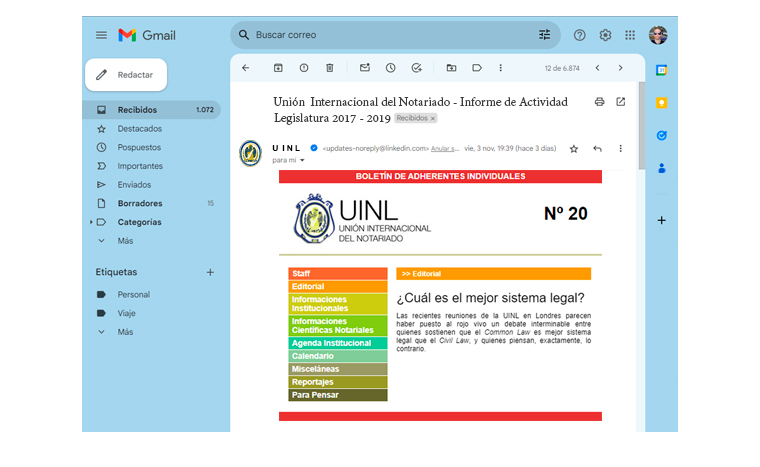 Gmail
Buscar correo
Redactar
12 de 6.874
Recibidos 1.072
Destacados
Pospuestos
Importantes
Enviados
Borradores 15
Categorías
Más
Etiquetas
Personal
Viaje
Más
Unión Internacional del Notariado - Informe de Actividad
Legislatura 2017 - 2019 Recibidos x
U I N L <updates-noreply@linkedin.com> Anular s... vie, 3 nov, 19:39 (hace 3 días)
para mí
BOLETÍN DE ADHERENTES INDIVIDUALES
UINL
UNIÓN INTERNACIONAL
DEL NOTARIADO
Nº 20
Staff
Editorial
Informaciones
Institucionales
Informaciones
Científicas Notariales
Agenda Institucional
Calendario
Misceláneas
Reportajes
Para Pensar
>> Editorial
¿Cuál es el mejor sistema legal?
Las recientes reuniones de la UINL en Londres parecen
haber puesto al rojo vivo un debate interminable entre
quienes sostienen que el Common Law es mejor sistema
legal que el Civil Law, y quienes piensan, exactamente, lo
contrario.